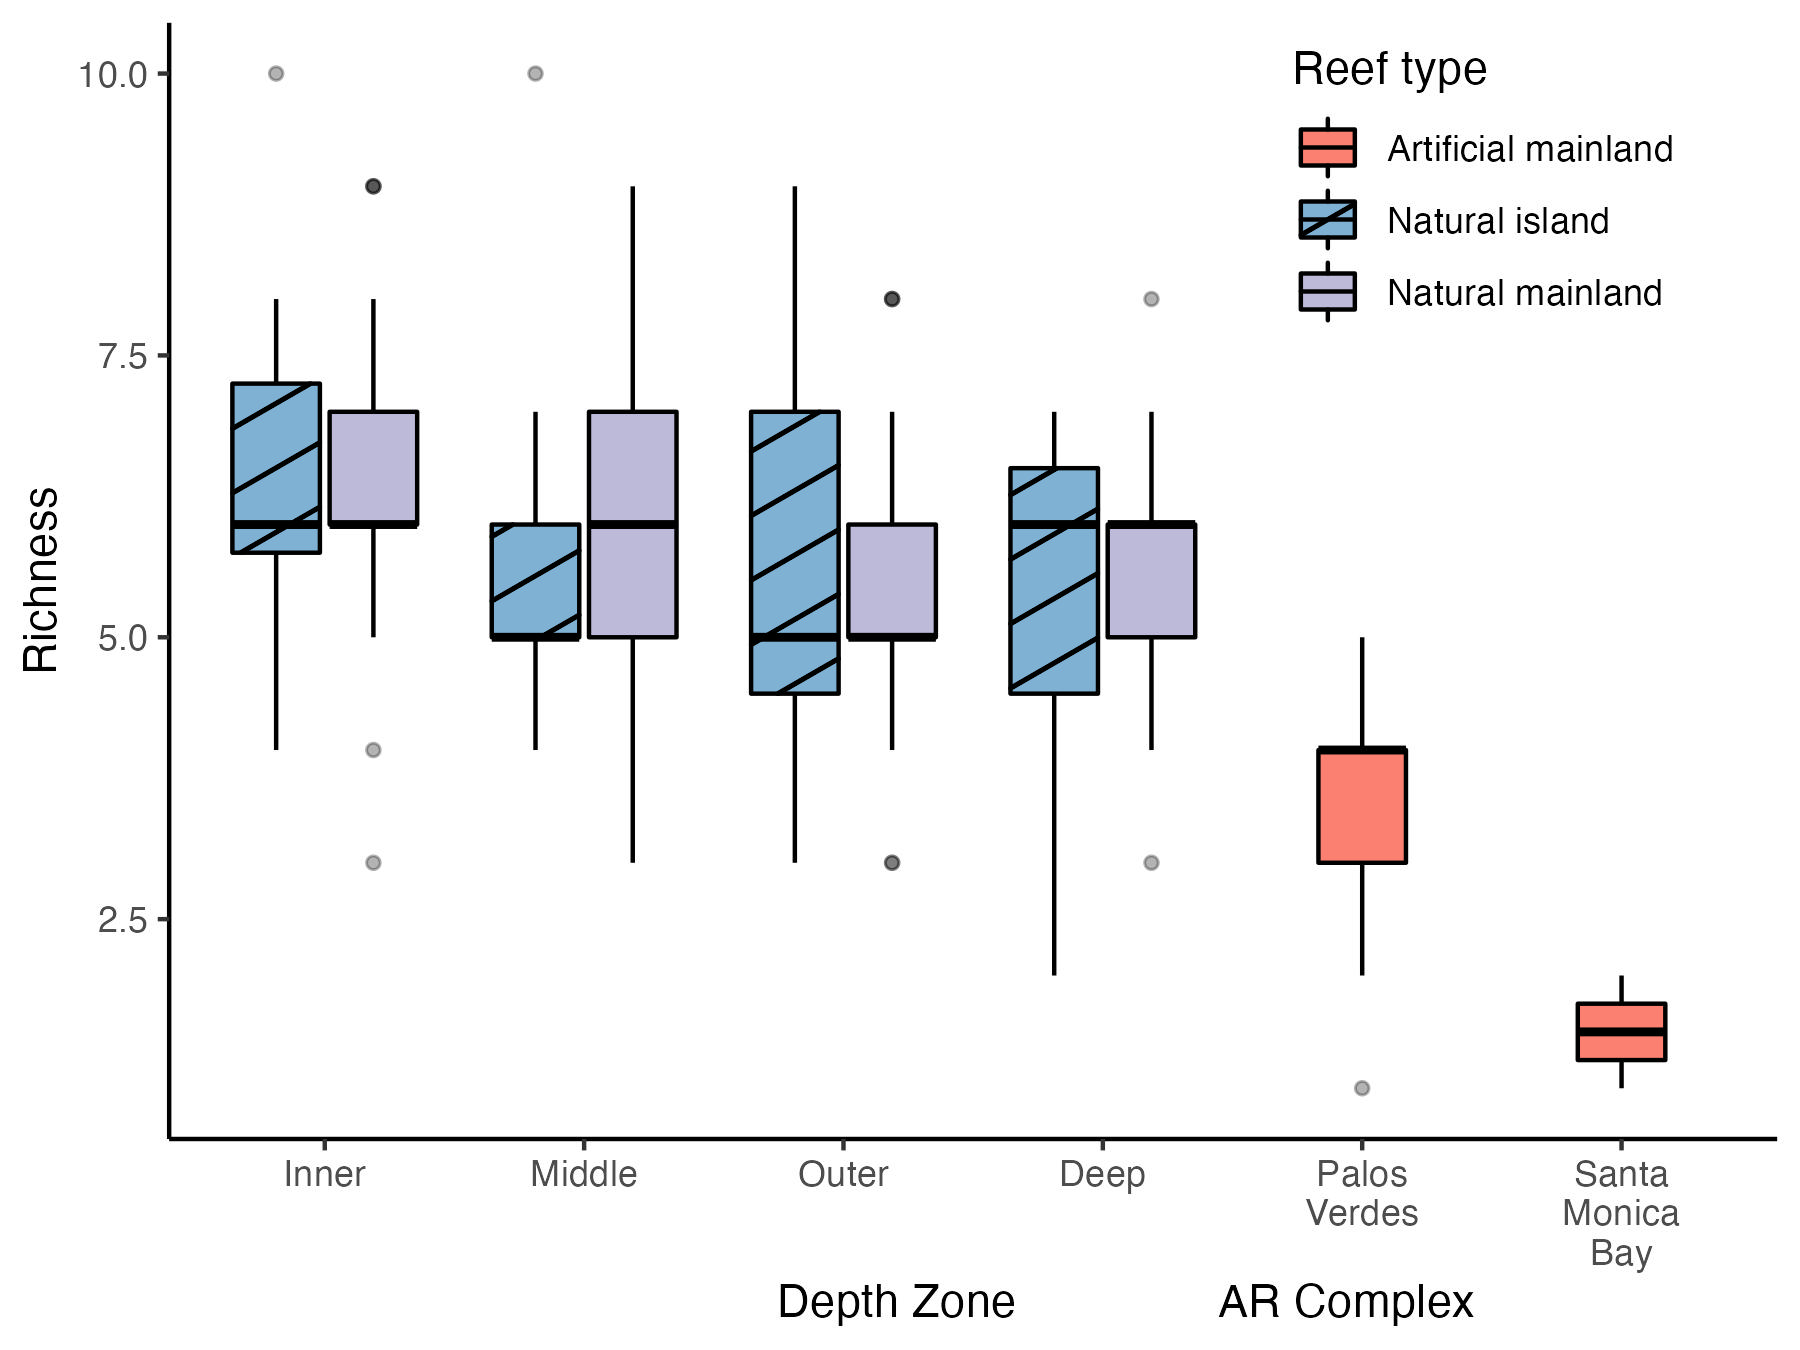 Reef type
Artificial mainland
Natural island
Natural mainland
Richness
10.0
7.5
5.0
2.5
Inner
Middle
Outer
Deep
Palos
Verdes
Santa
Monica
Bay
Depth Zone
AR Complex